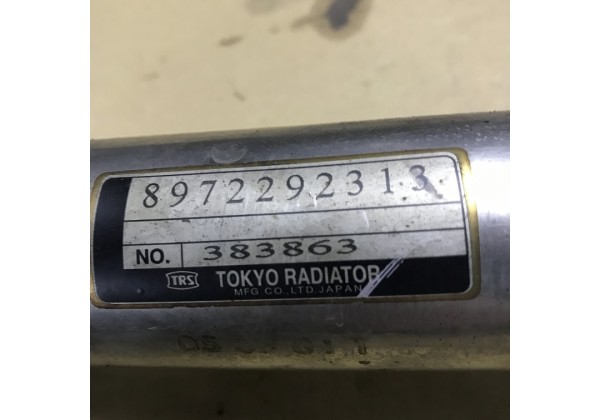 8972292313
NO. 383863
TRS TOKYO RADIATOR
MFG CO.,LTD.JAPAN